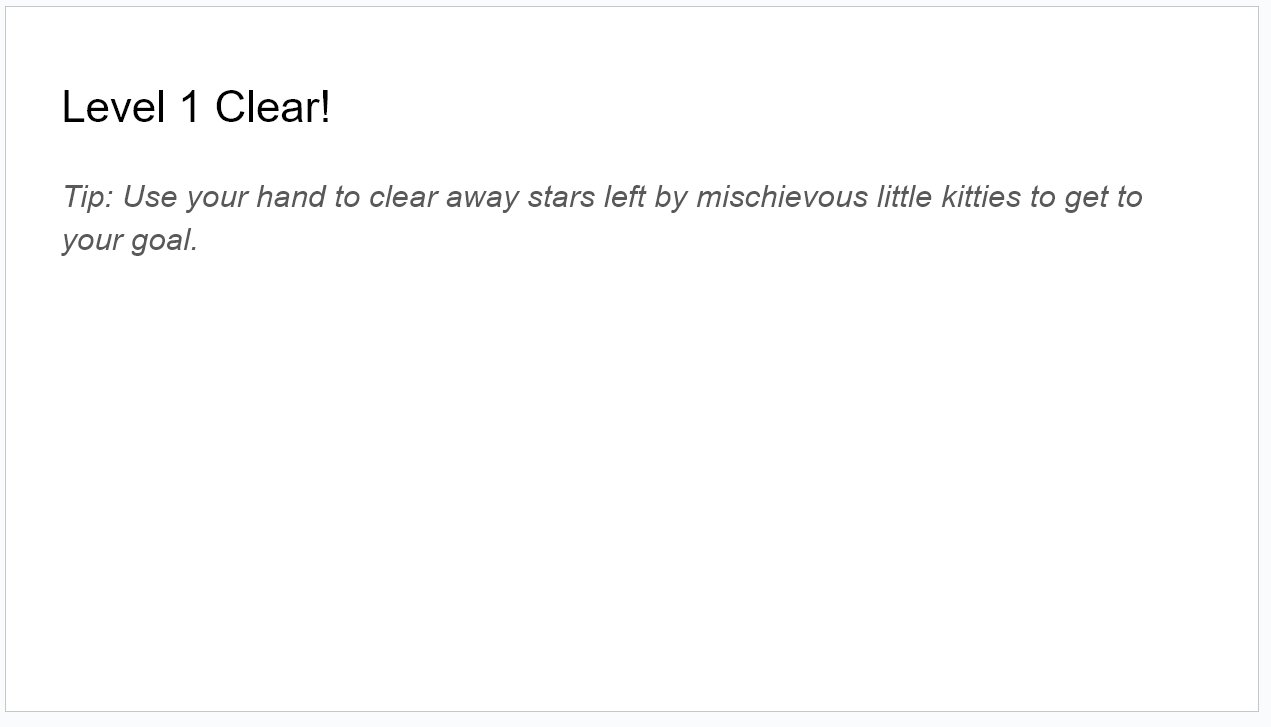 Level 1 Clear!
Tip: Use your hand to clear away stars left by mischievous little kitties to get to
your goal.